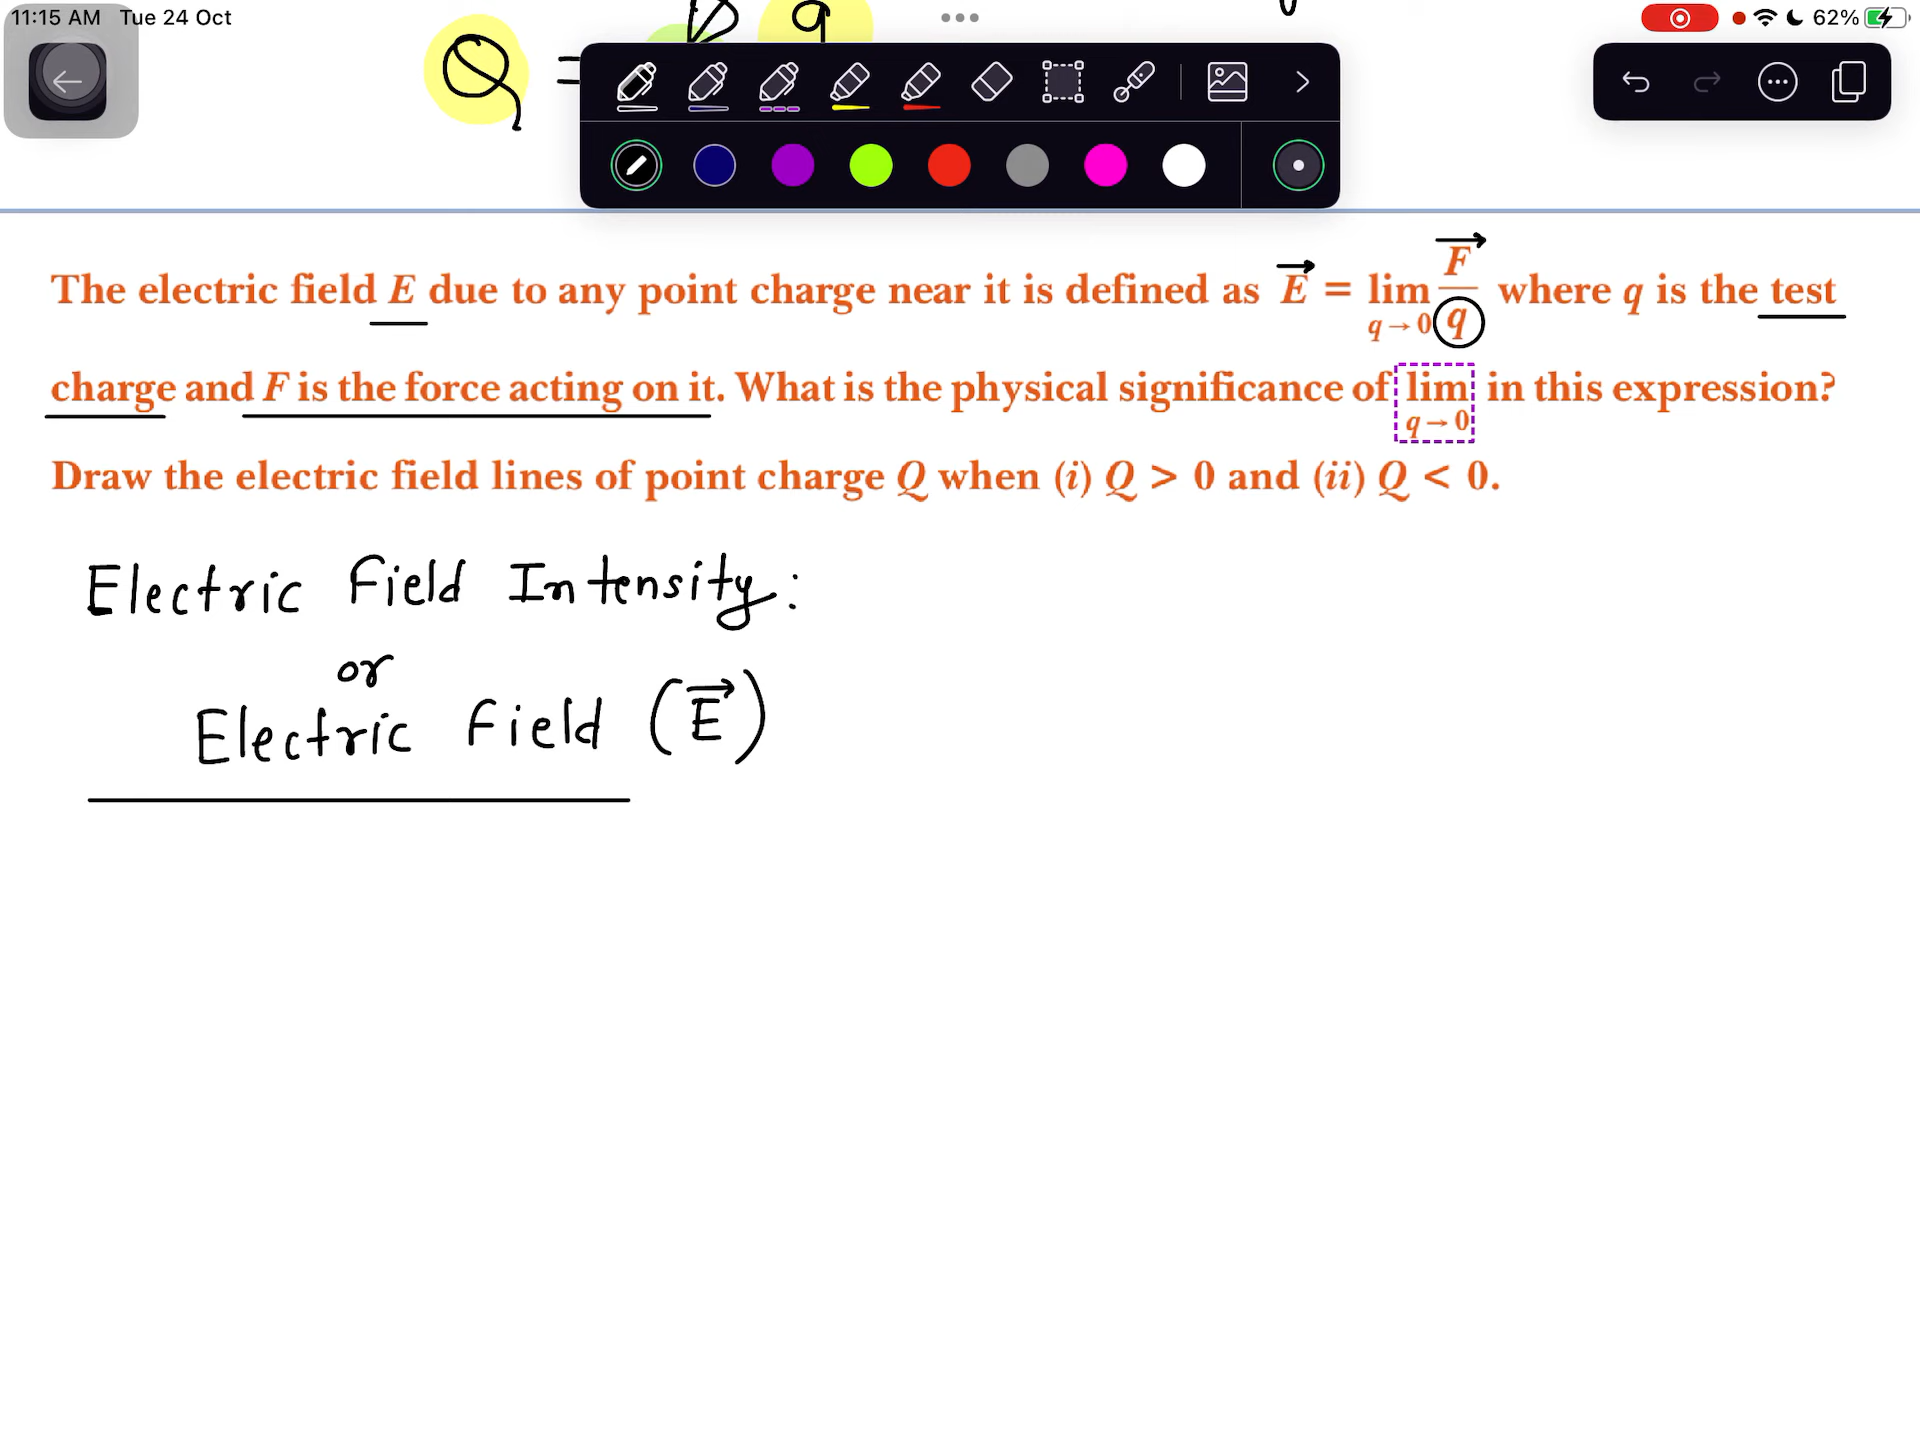 11:15 AM Tue 24 Oct
62%
Q = q
The electric field E due to any point charge near it is defined as E⃗ = lim q→0 F⃗/q where q is the test
charge and F is the force acting on it. What is the physical significance of lim q→0 in this expression?
Draw the electric field lines of point charge Q when (i) Q > 0 and (ii) Q < 0.
Electric Field Intensity:
or
Electric Field (E⃗)